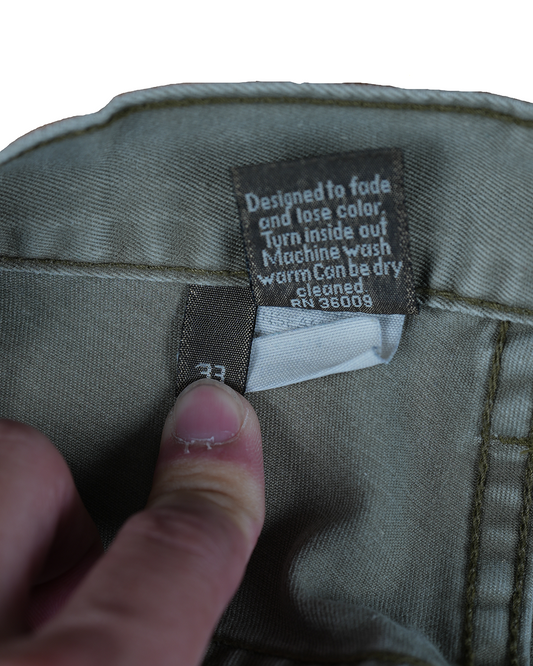 Designed to fade
and lose color.
Turn inside out
Machine wash
warm Can be dry
cleaned
RN 36009
33